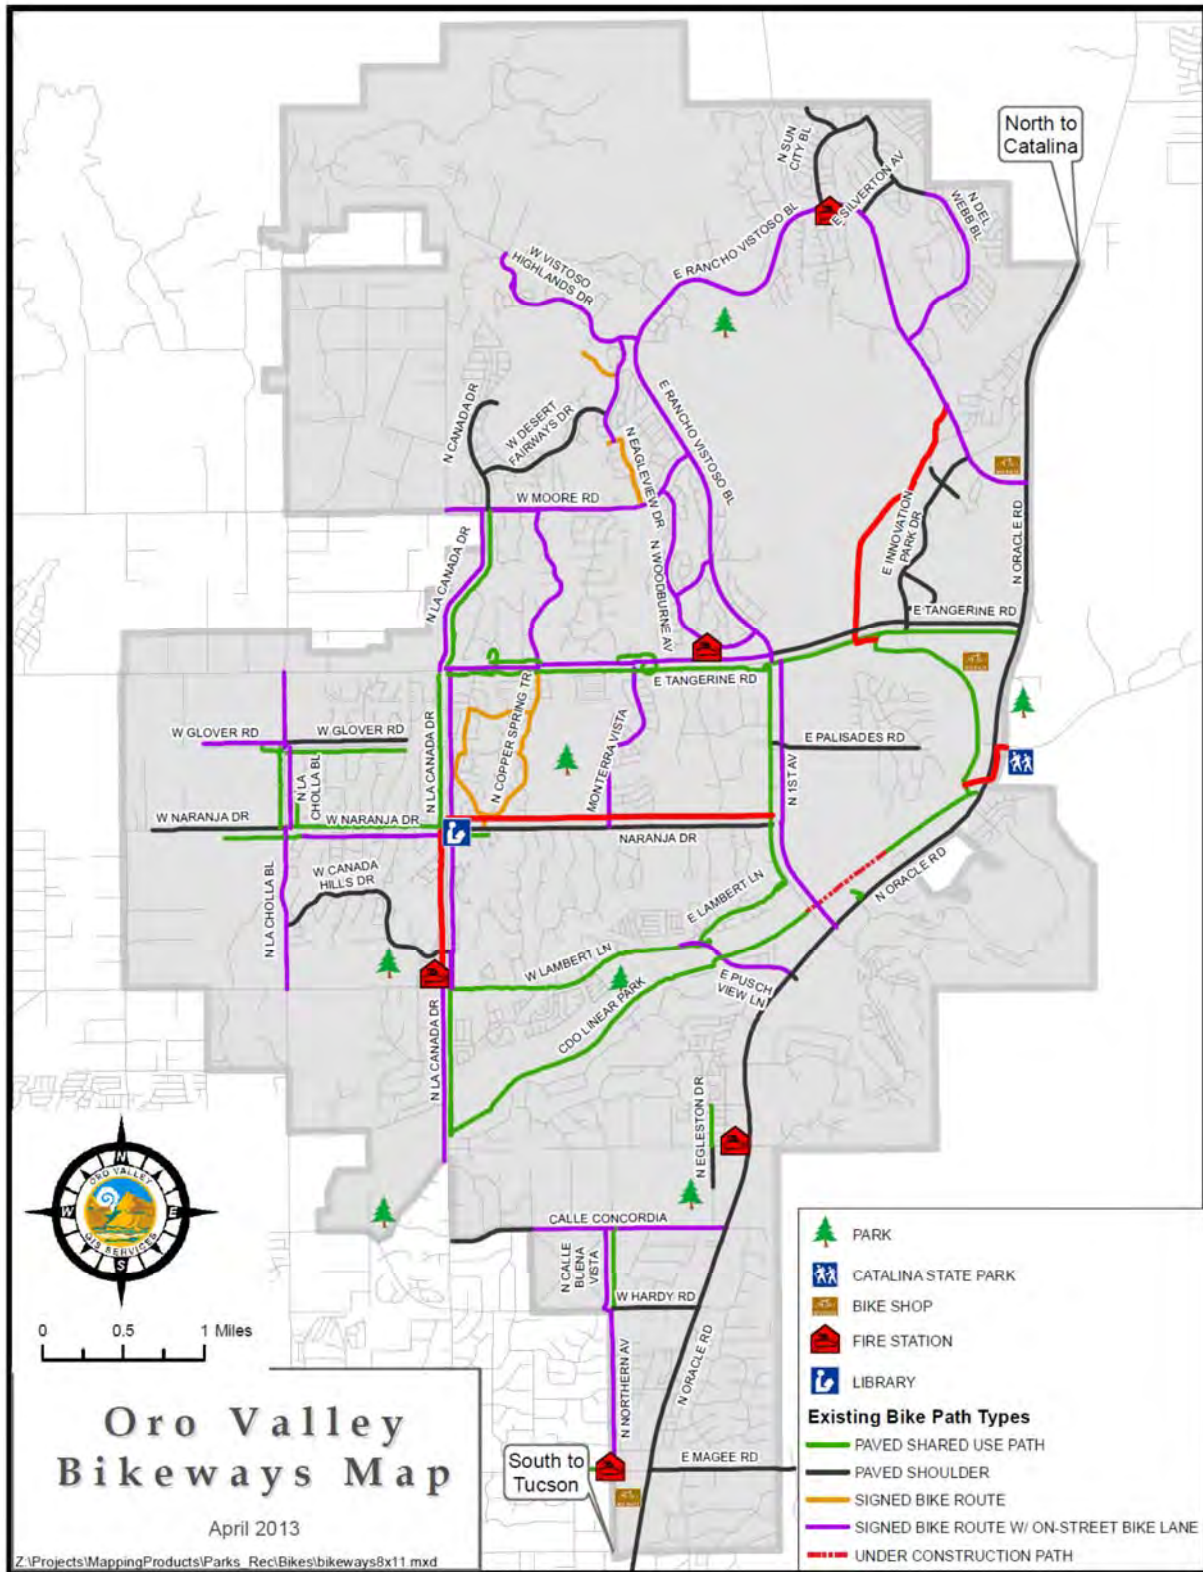 North to
Catalina
N SUN
CITY BL
E SILVERTON AV
N DEL
WEBB BL
E RANCHO VISTOSO BL
W VISTOSO
HIGHLANDS DR
N CANADA DR
W DESERT
FAIRWAYS DR
E RANCHO VISTOSO BL
N EAGLEVIEW DR
W MOORE RD
E INNOVATION
PARK DR
N ORACLE RD
N LA CANADA DR
N WOODBURNE AV
E TANGERINE RD
E TANGERINE RD
N COPPER SPRING TR
W GLOVER RD
W GLOVER RD
N LA
CHOLLA BL
N LA CANADA DR
MONTERRA VISTA
E PALISADES RD
N 1ST AV
W NARANJA DR
W NARANJA DR
NARANJA DR
W CANADA
HILLS DR
N LA CHOLLA BL
E LAMBERT LN
N ORACLE RD
W LAMBERT LN
E PUSCH
VIEW LN
CDO LINEAR PARK
N LA CANADA DR
N EGLESTON DR
CALLE CONCORDIA
N CALLE
BUENA
VISTA
W HARDY RD
N ORACLE RD
N NORTHERN AV
E MAGEE RD
South to
Tucson
N
ORO VALLEY
W
E
GIS SERVICES
S
0 0.5 1 Miles
Oro Valley
Bikeways Map
April 2013
Z:\Projects\MappingProducts\Parks_Rec\Bikes\bikeways8x11.mxd
PARK
CATALINA STATE PARK
BIKE SHOP
FIRE STATION
LIBRARY
Existing Bike Path Types
PAVED SHARED USE PATH
PAVED SHOULDER
SIGNED BIKE ROUTE
SIGNED BIKE ROUTE W/ ON-STREET BIKE LANE
UNDER CONSTRUCTION PATH